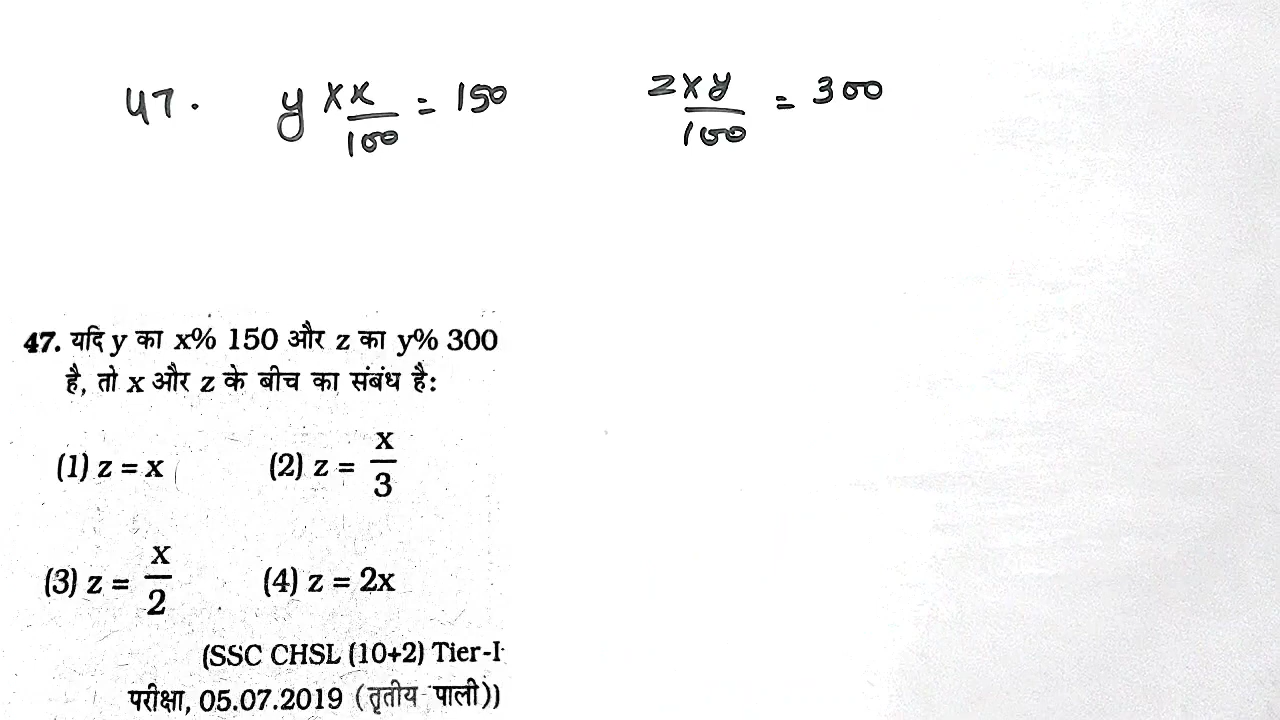 47. y × x/100 = 150 z × y/100 = 300
47. यदि y का x% 150 और z का y% 300
है, तो x और z के बीच का संबंध है:
(1) z = x (2) z = x/3
(3) z = x/2 (4) z = 2x
(SSC CHSL (10+2) Tier-I
परीक्षा, 05.07.2019 (तृतीय पाली))